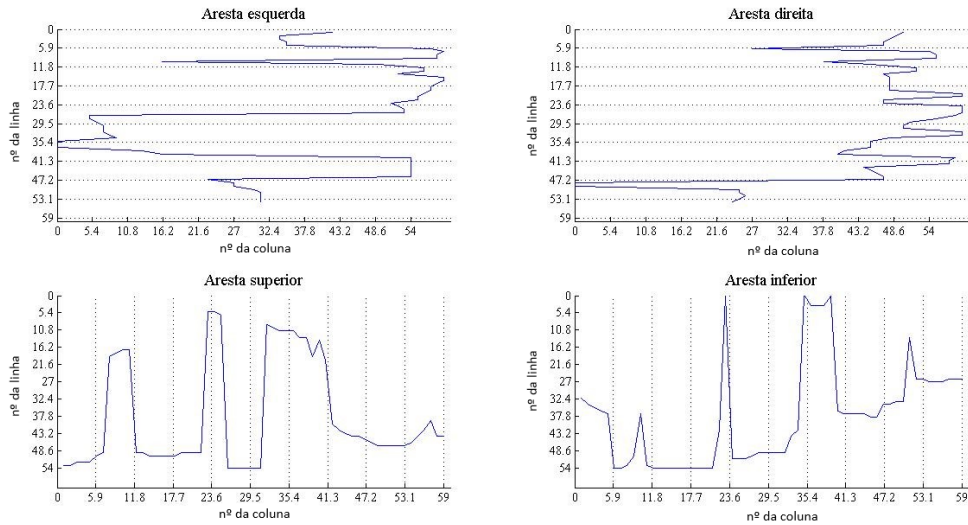 Aresta esquerda
0
5.9
11.8
17.7
23.6
29.5
35.4
41.3
47.2
53.1
59
nº da linha
0 5.4 10.8 16.2 21.6 27 32.4 37.8 43.2 48.6 54
nº da coluna
Aresta direita
0
5.9
11.8
17.7
23.6
29.5
35.4
41.3
47.2
53.1
59
nº da linha
0 5.4 10.8 16.2 21.6 27 32.4 37.8 43.2 48.6 54
nº da coluna
Aresta superior
0
5.4
10.8
16.2
21.6
27
32.4
37.8
43.2
48.6
54
nº da linha
0 5.9 11.8 17.7 23.6 29.5 35.4 41.3 47.2 53.1 59
nº da coluna
Aresta inferior
0
5.4
10.8
16.2
21.6
27
32.4
37.8
43.2
48.6
54
nº da linha
0 5.9 11.8 17.7 23.6 29.5 35.4 41.3 47.2 53.1 59
nº da coluna